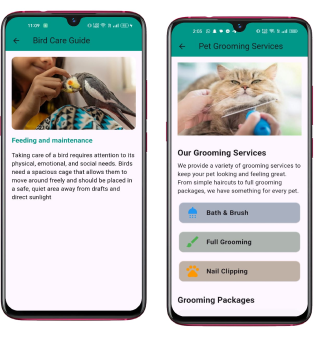 11:09
Bird Care Guide
Feeding and maintenance
Taking care of a bird requires attention to its
physical, emotional, and social needs. Birds
need a spacious cage that allows them to
move around freely and should be placed in
a safe, quiet area away from drafts and
direct sunlight
3:05
Pet Grooming Services
Our Grooming Services
We provide a variety of grooming services to
keep your pet looking and feeling great.
From simple haircuts to full grooming
packages, we have something for every pet.
Bath & Brush
Full Grooming
Nail Clipping
Grooming Packages